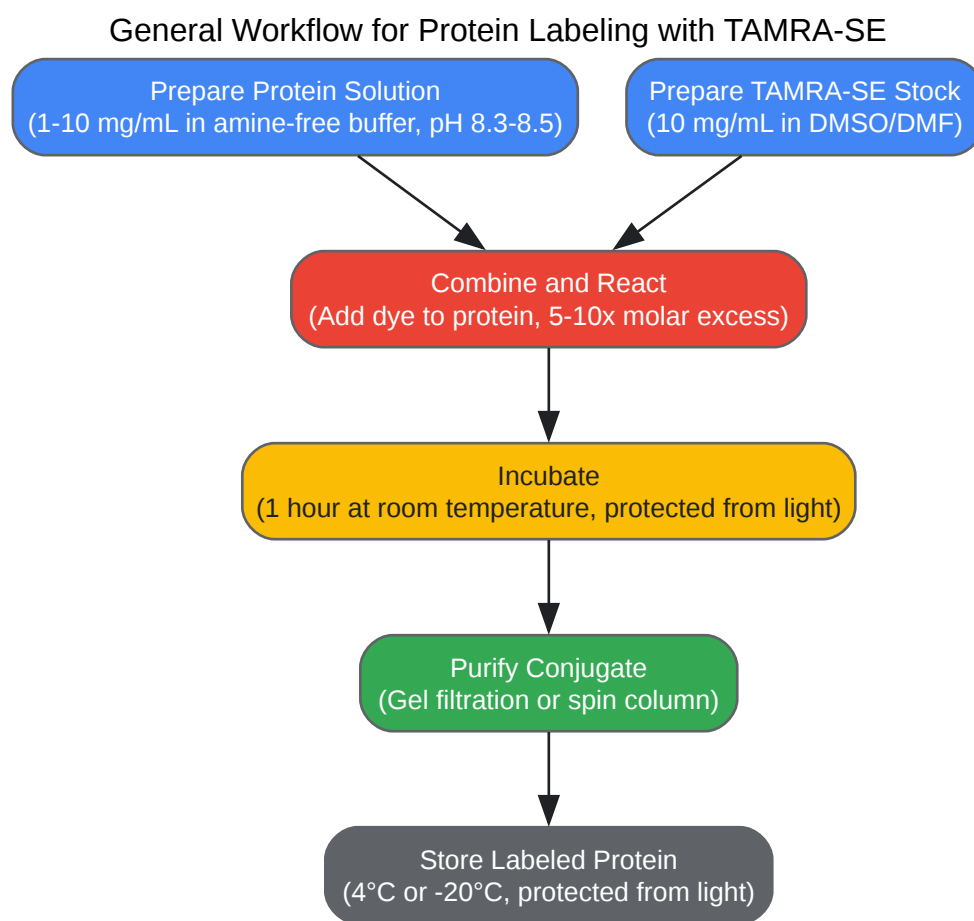 General Workflow for Protein Labeling with TAMRA-SE
Prepare Protein Solution
(1-10 mg/mL in amine-free buffer, pH 8.3-8.5)
Prepare TAMRA-SE Stock
(10 mg/mL in DMSO/DMF)
Combine and React
(Add dye to protein, 5-10x molar excess)
Incubate
(1 hour at room temperature, protected from light)
Purify Conjugate
(Gel filtration or spin column)
Store Labeled Protein
(4°C or -20°C, protected from light)